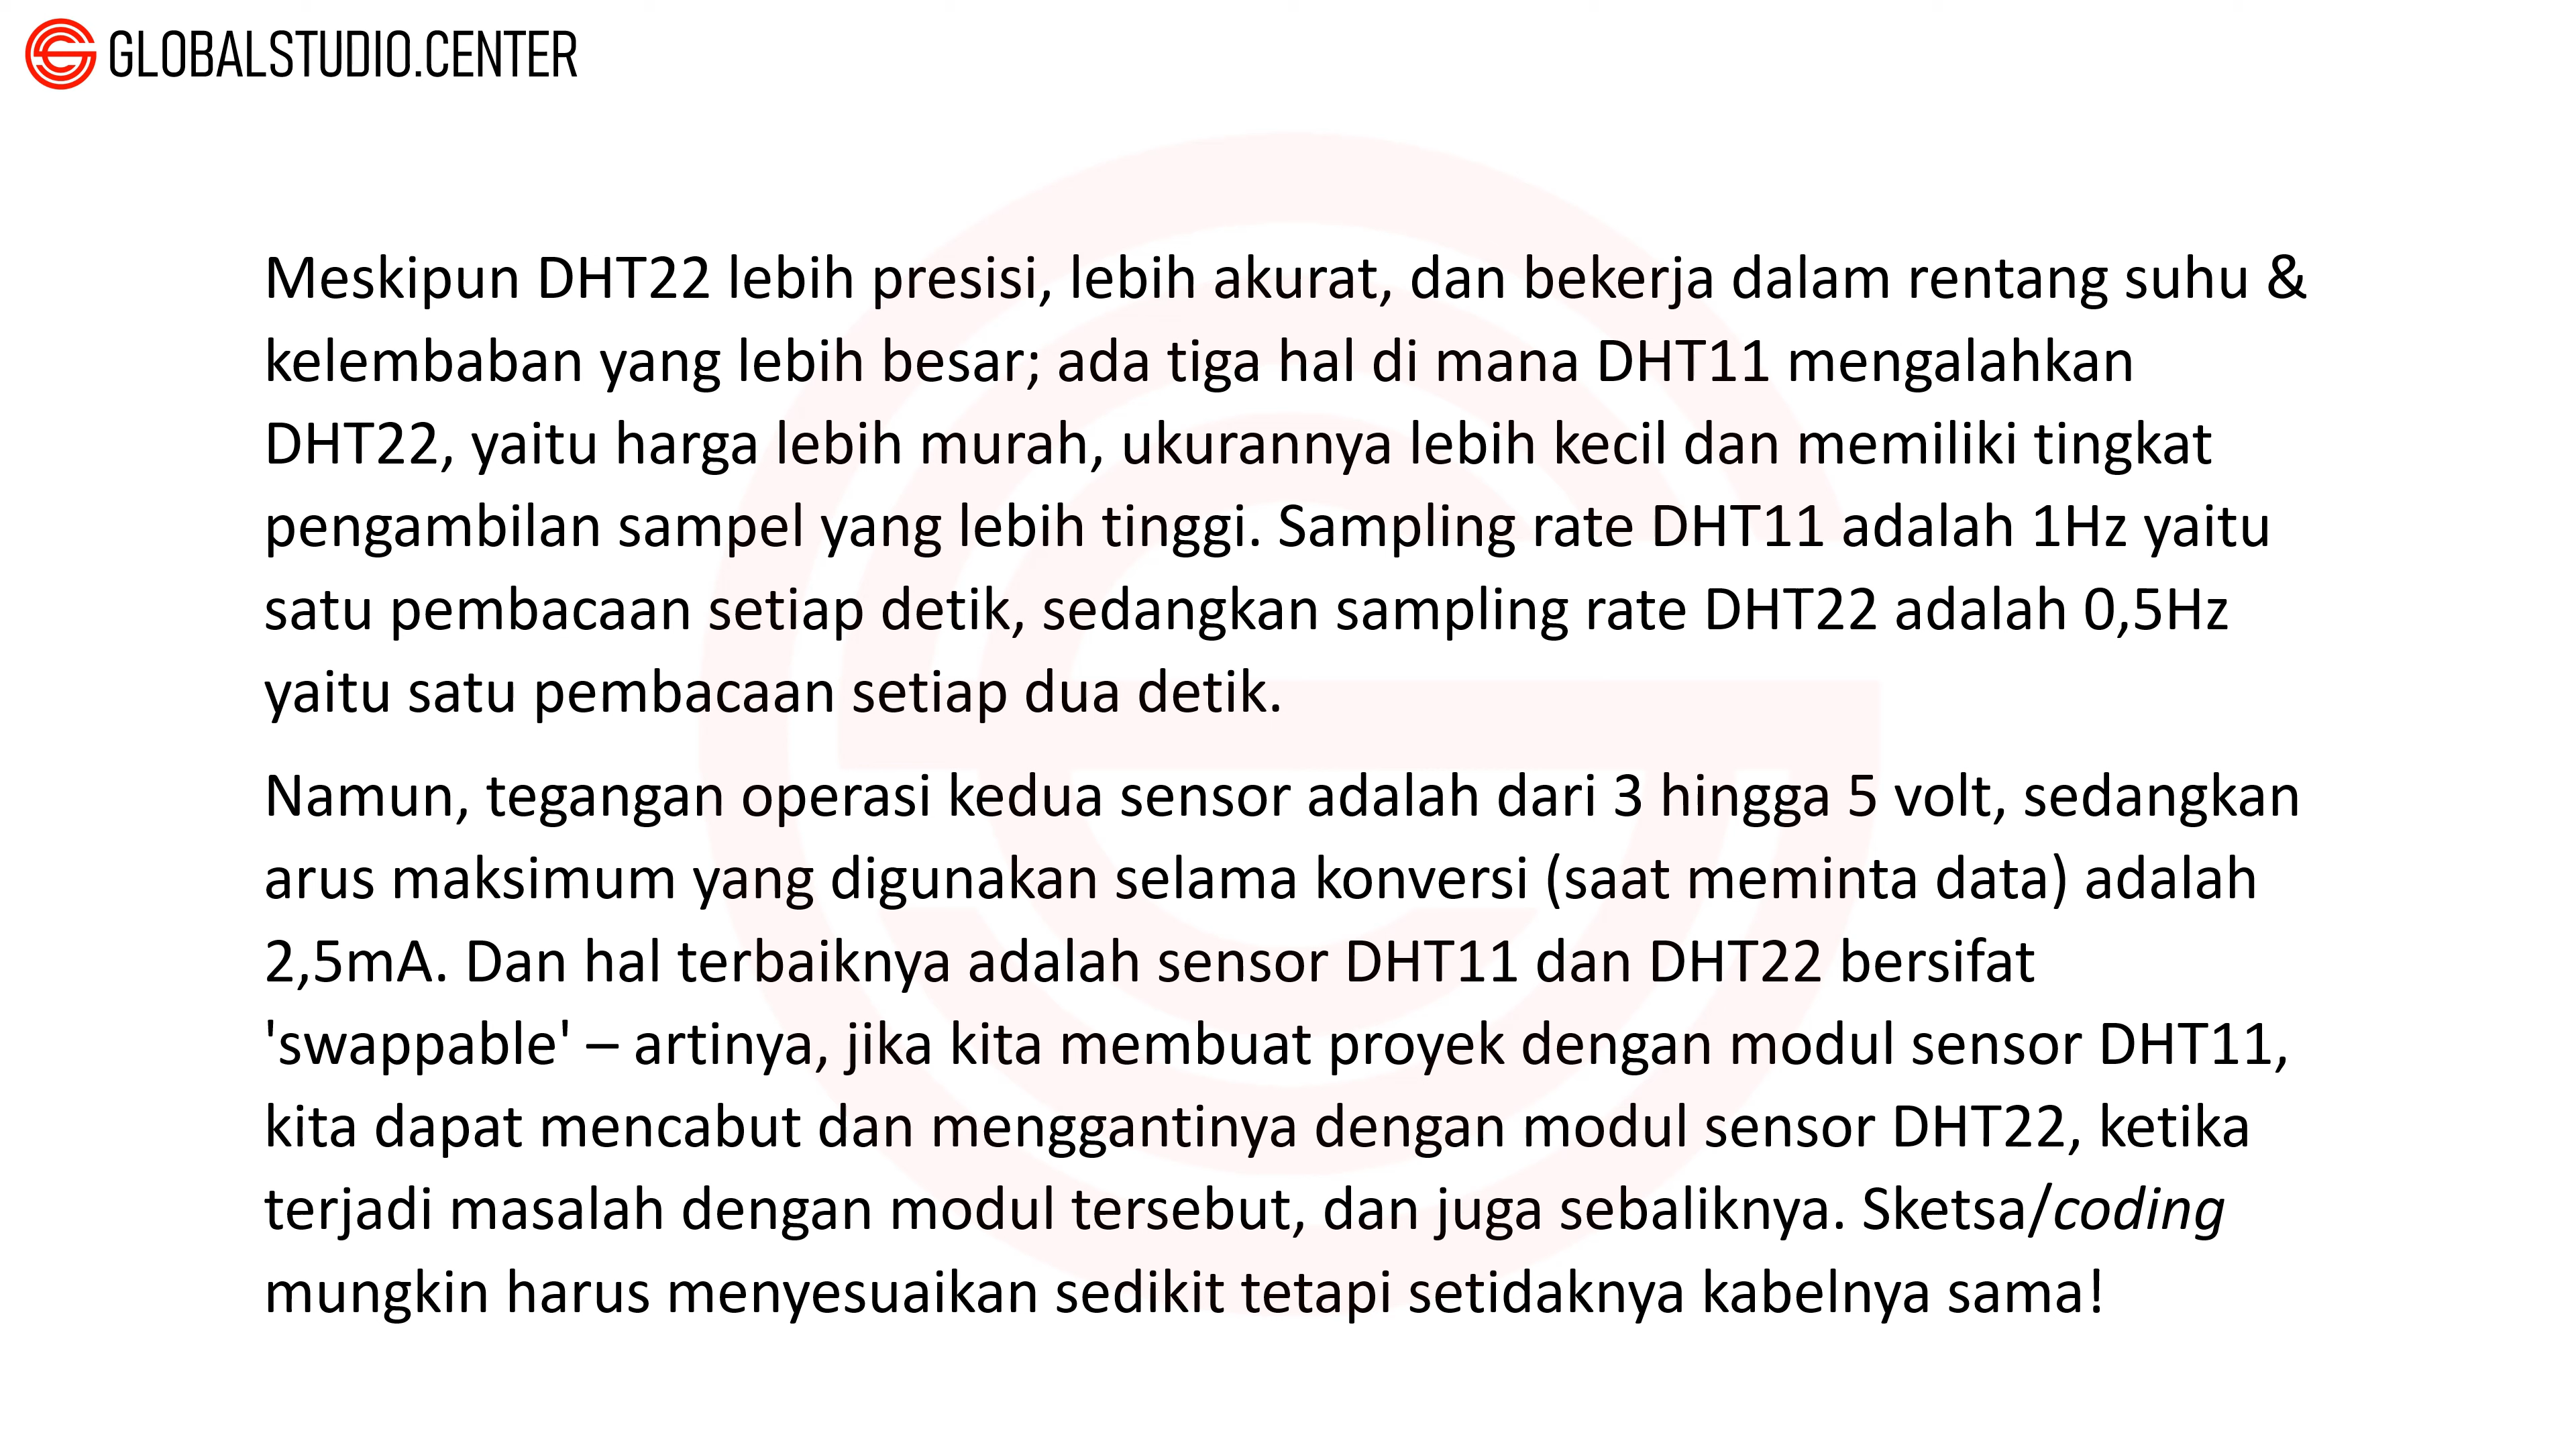 GLOBALSTUDIO.CENTER
Meskipun DHT22 lebih presisi, lebih akurat, dan bekerja dalam rentang suhu &
kelembaban yang lebih besar; ada tiga hal di mana DHT11 mengalahkan
DHT22, yaitu harga lebih murah, ukurannya lebih kecil dan memiliki tingkat
pengambilan sampel yang lebih tinggi. Sampling rate DHT11 adalah 1Hz yaitu
satu pembacaan setiap detik, sedangkan sampling rate DHT22 adalah 0,5Hz
yaitu satu pembacaan setiap dua detik.
Namun, tegangan operasi kedua sensor adalah dari 3 hingga 5 volt, sedangkan
arus maksimum yang digunakan selama konversi (saat meminta data) adalah
2,5mA. Dan hal terbaiknya adalah sensor DHT11 dan DHT22 bersifat
'swappable' – artinya, jika kita membuat proyek dengan modul sensor DHT11,
kita dapat mencabut dan menggantinya dengan modul sensor DHT22, ketika
terjadi masalah dengan modul tersebut, dan juga sebaliknya. Sketsa/coding
mungkin harus menyesuaikan sedikit tetapi setidaknya kabelnya sama!